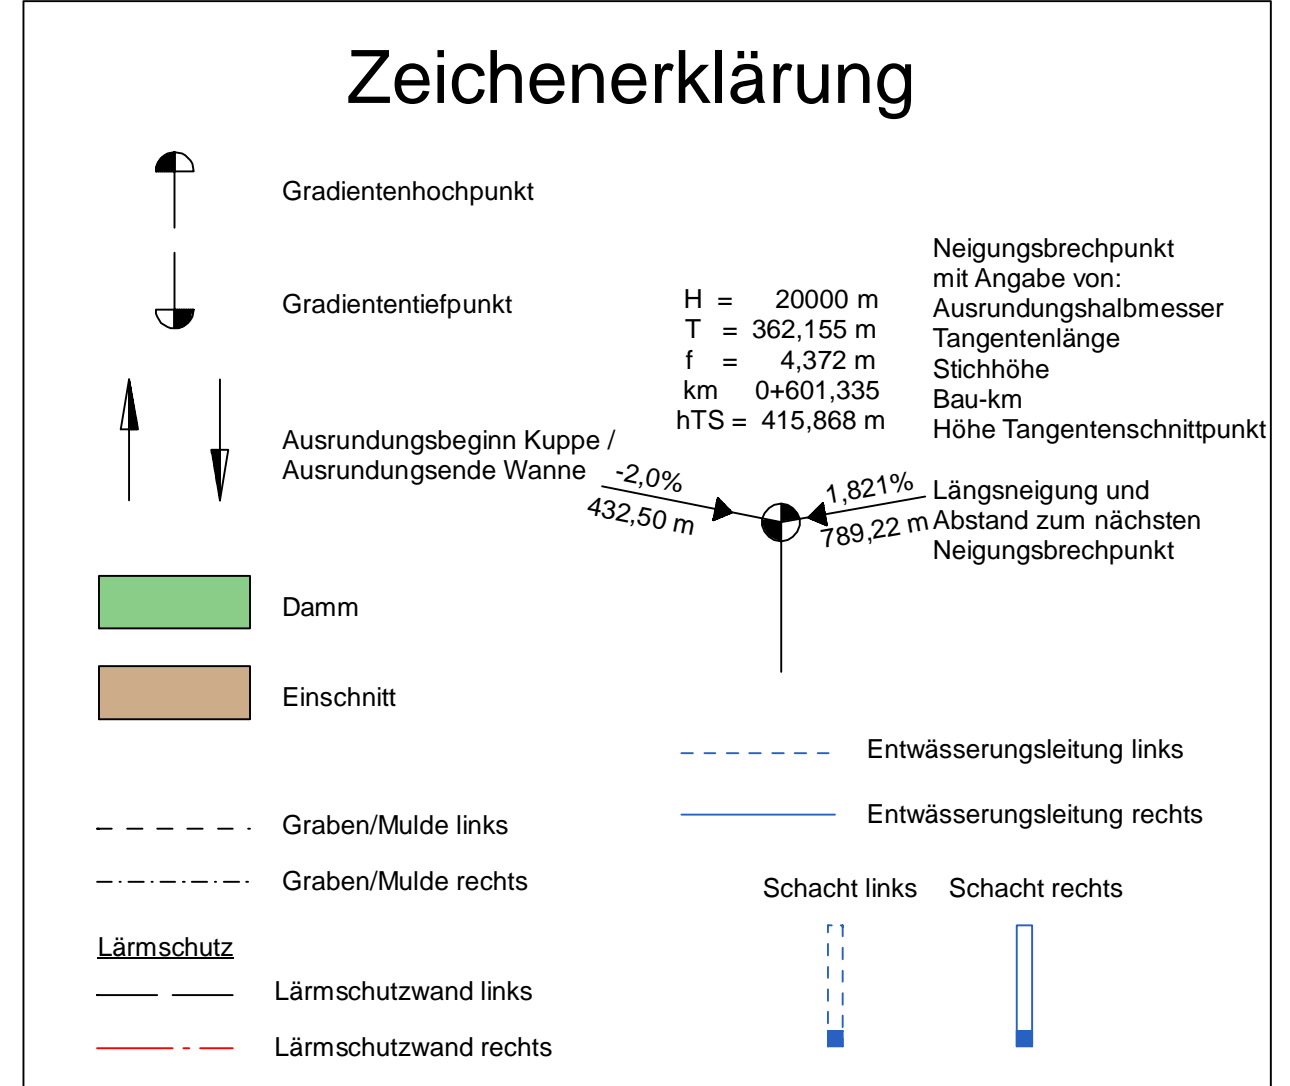 Zeichenerklärung
Gradientenhochpunkt
Gradiententiefpunkt
Ausrundungsbeginn Kuppe /
Ausrundungsende Wanne
Damm
Einschnitt
Graben/Mulde links
Graben/Mulde rechts
Lärmschutz
Lärmschutzwand links
Lärmschutzwand rechts
H = 20000 m
T = 362,155 m
f = 4,372 m
km 0+601,335
hTS = 415,868 m
Neigungsbrechpunkt
mit Angabe von:
Ausrundungshalbmesser
Tangentenlänge
Stichhöhe
Bau-km
Höhe Tangentenschnittpunkt
-2,0%
432,50 m
1,821%
789,22 m
Längsneigung und
Abstand zum nächsten
Neigungsbrechpunkt
Entwässerungsleitung links
Entwässerungsleitung rechts
Schacht links
Schacht rechts